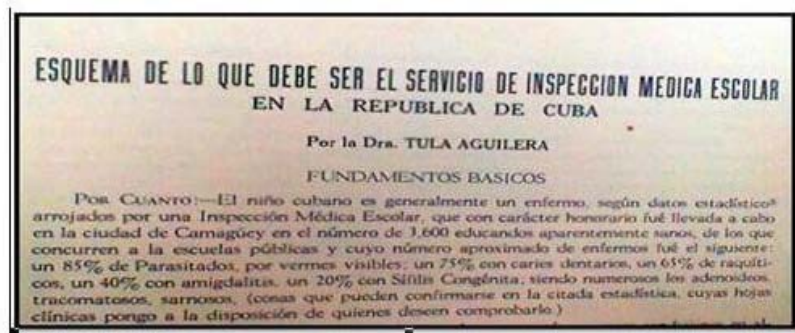 ESQUEMA DE LO QUE DEBE SER EL SERVICIO DE INSPECCION MEDICA ESCOLAR
EN LA REPUBLICA DE CUBA
Por la Dra. TULA AGUILERA
FUNDAMENTOS BASICOS
POR CUANTO:—El niño cubano es generalmente un enfermo, según datos estadísticos
arrojados por una Inspección Médica Escolar, que con carácter honorario fué llevada a cabo
en la ciudad de Camagüey en el número de 3,600 educandos aparentemente sanos, de los que
concurren a la escuelas públicas y cuyo número aproximado de enfermos fué el siguiente:
un 85% de Parasitados, por vermes visibles; un 75% con caries dentarias, un 65% de raquíti-
cos, un 40% con amigdalitis, un 20% con Sífilis Congénita, siendo numerosos los adenoideos,
tracomatosos, sarnosos, (cosas que pueden confirmarse en la citada estadística, cuyas hojas
clínicas pongo a la disposición de quienes deseen comprobarlo.)